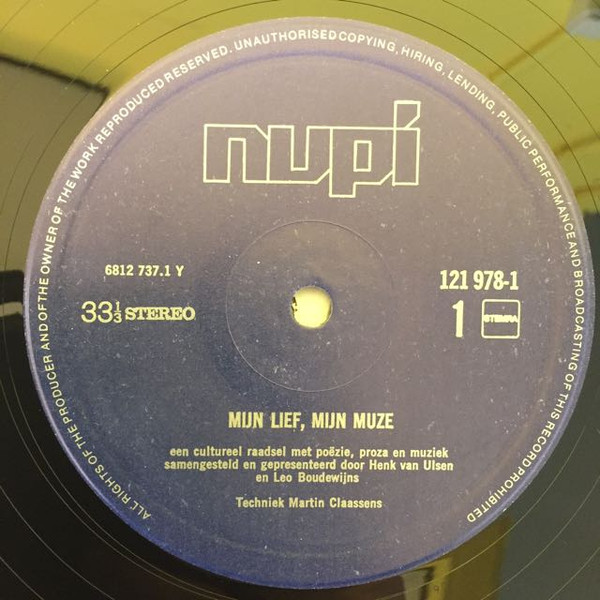 ALL RIGHTS OF THE PRODUCER AND OF THE OWNER OF THE WORK REPRODUCED RESERVED. UNAUTHORISED COPYING, HIRING, LENDING, PUBLIC PERFORMANCE AND BROADCASTING OF THIS RECORD PROHIBITED
nupí
6812 737.1 Y
121 978-1
33 1/3 STEREO
1 STEMRA
MIJN LIEF, MIJN MUZE
een cultureel raadsel met poëzie, proza en muziek
samengesteld en gepresenteerd door Henk van Ulsen
en Leo Boudewijns
Techniek Martin Claassens